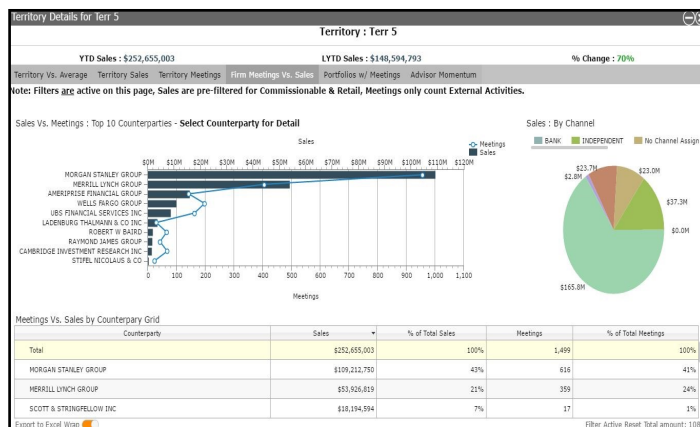 Territory Details for Terr 5
Territory : Terr 5
YTD Sales : $252,655,003 LYTD Sales : $148,594,793 % Change : 70%
Territory Vs. Average Territory Sales Territory Meetings Firm Meetings Vs. Sales Portfolios w/ Meetings Advisor Momentum
Note: Filters are active on this page, Sales are pre-filtered for Commissionable & Retail, Meetings only count External Activities.
Sales Vs. Meetings : Top 10 Counterparties - Select Counterparty for Detail
Sales
Meetings
Sales
$0M $10M $20M $30M $40M $50M $60M $70M $80M $90M $100M $110M $120M
MORGAN STANLEY GROUP
MERRILL LYNCH GROUP
AMERIPRISE FINANCIAL GROUP
WELLS FARGO GROUP
UBS FINANCIAL SERVICES INC
LADENBURG THALMANN & CO INC
ROBERT W BAIRD
RAYMOND JAMES GROUP
CAMBRIDGE INVESTMENT RESEARCH INC
STIFEL NICOLAUS & CO
0 100 200 300 400 500 600 700 800 900 1,000 1,100
Meetings
Sales : By Channel
BANK INDEPENDENT No Channel Assign
$23.7M
$2.8M
$23.0M
$37.3M
$0.0M
$165.8M
Meetings Vs. Sales by Counterpary Grid
Counterparty Sales % of Total Sales Meetings % of Total Meetings
Total $252,655,003 100% 1,499 100%
MORGAN STANLEY GROUP $109,212,750 43% 616 41%
MERRILL LYNCH GROUP $53,926,819 21% 359 24%
SCOTT & STRINGFELLOW INC $18,194,594 7% 17 1%
Export to Excel Wrap
Filter Active Reset Total amount: